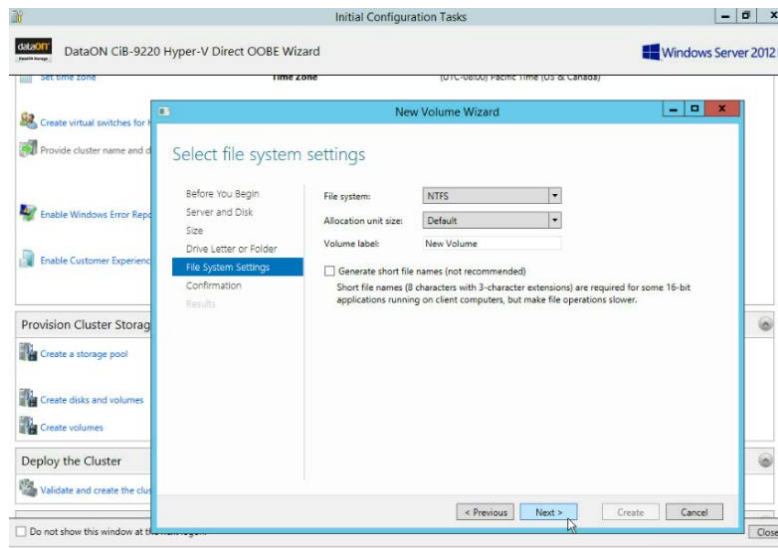 Initial Configuration Tasks
dataON
DataON CiB-9220 Hyper-V Direct OOBE Wizard
Windows Server 2012
Set time zone
Time Zone
(UTC-08:00) Pacific Time (US & Canada)
Create virtual switches for
Provide cluster name and d
Enable Windows Error Repo
Enable Customer Experienc
Provision Cluster Storag
Create a storage pool
Create disks and volumes
Create volumes
Deploy the Cluster
Validate and create the clus
Do not show this window at
Close
New Volume Wizard
Select file system settings
Before You Begin
Server and Disk
Size
Drive Letter or Folder
File System Settings
Confirmation
Results
File system:
NTFS
Allocation unit size:
Default
Volume label:
New Volume
Generate short file names (not recommended)
Short file names (8 characters with 3-character extensions) are required for some 16-bit
applications running on client computers, but make file operations slower.
< Previous
Next >
Create
Cancel